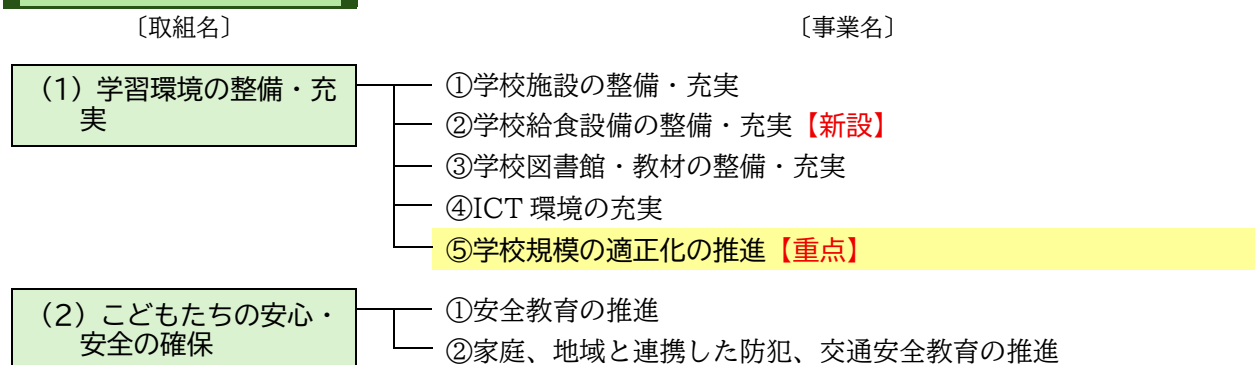 〔取組名〕 〔事業名〕
（1）学習環境の整備・充
実
①学校施設の整備・充実
②学校給食設備の整備・充実【新設】
③学校図書館・教材の整備・充実
④ICT 環境の充実
⑤学校規模の適正化の推進【重点】
（2）こどもたちの安心・
安全の確保
①安全教育の推進
②家庭、地域と連携した防犯、交通安全教育の推進